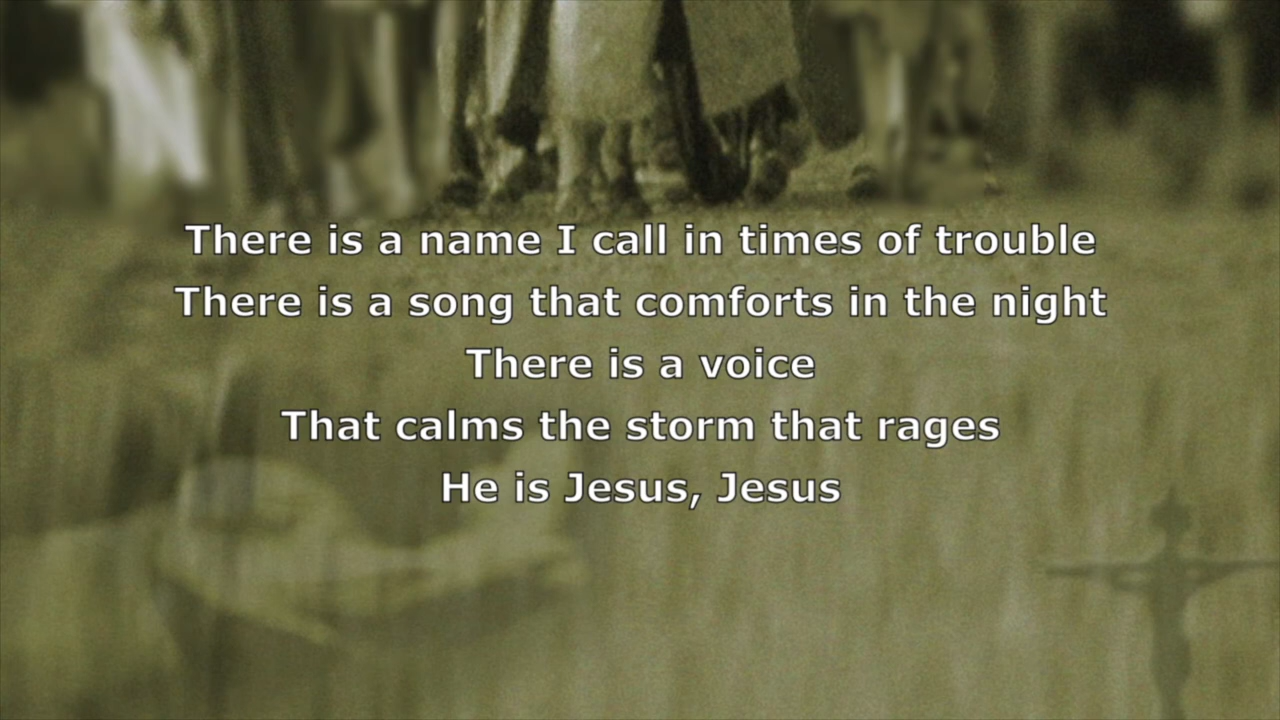 There is a name I call in times of trouble
There is a song that comforts in the night
There is a voice
That calms the storm that rages
He is Jesus, Jesus